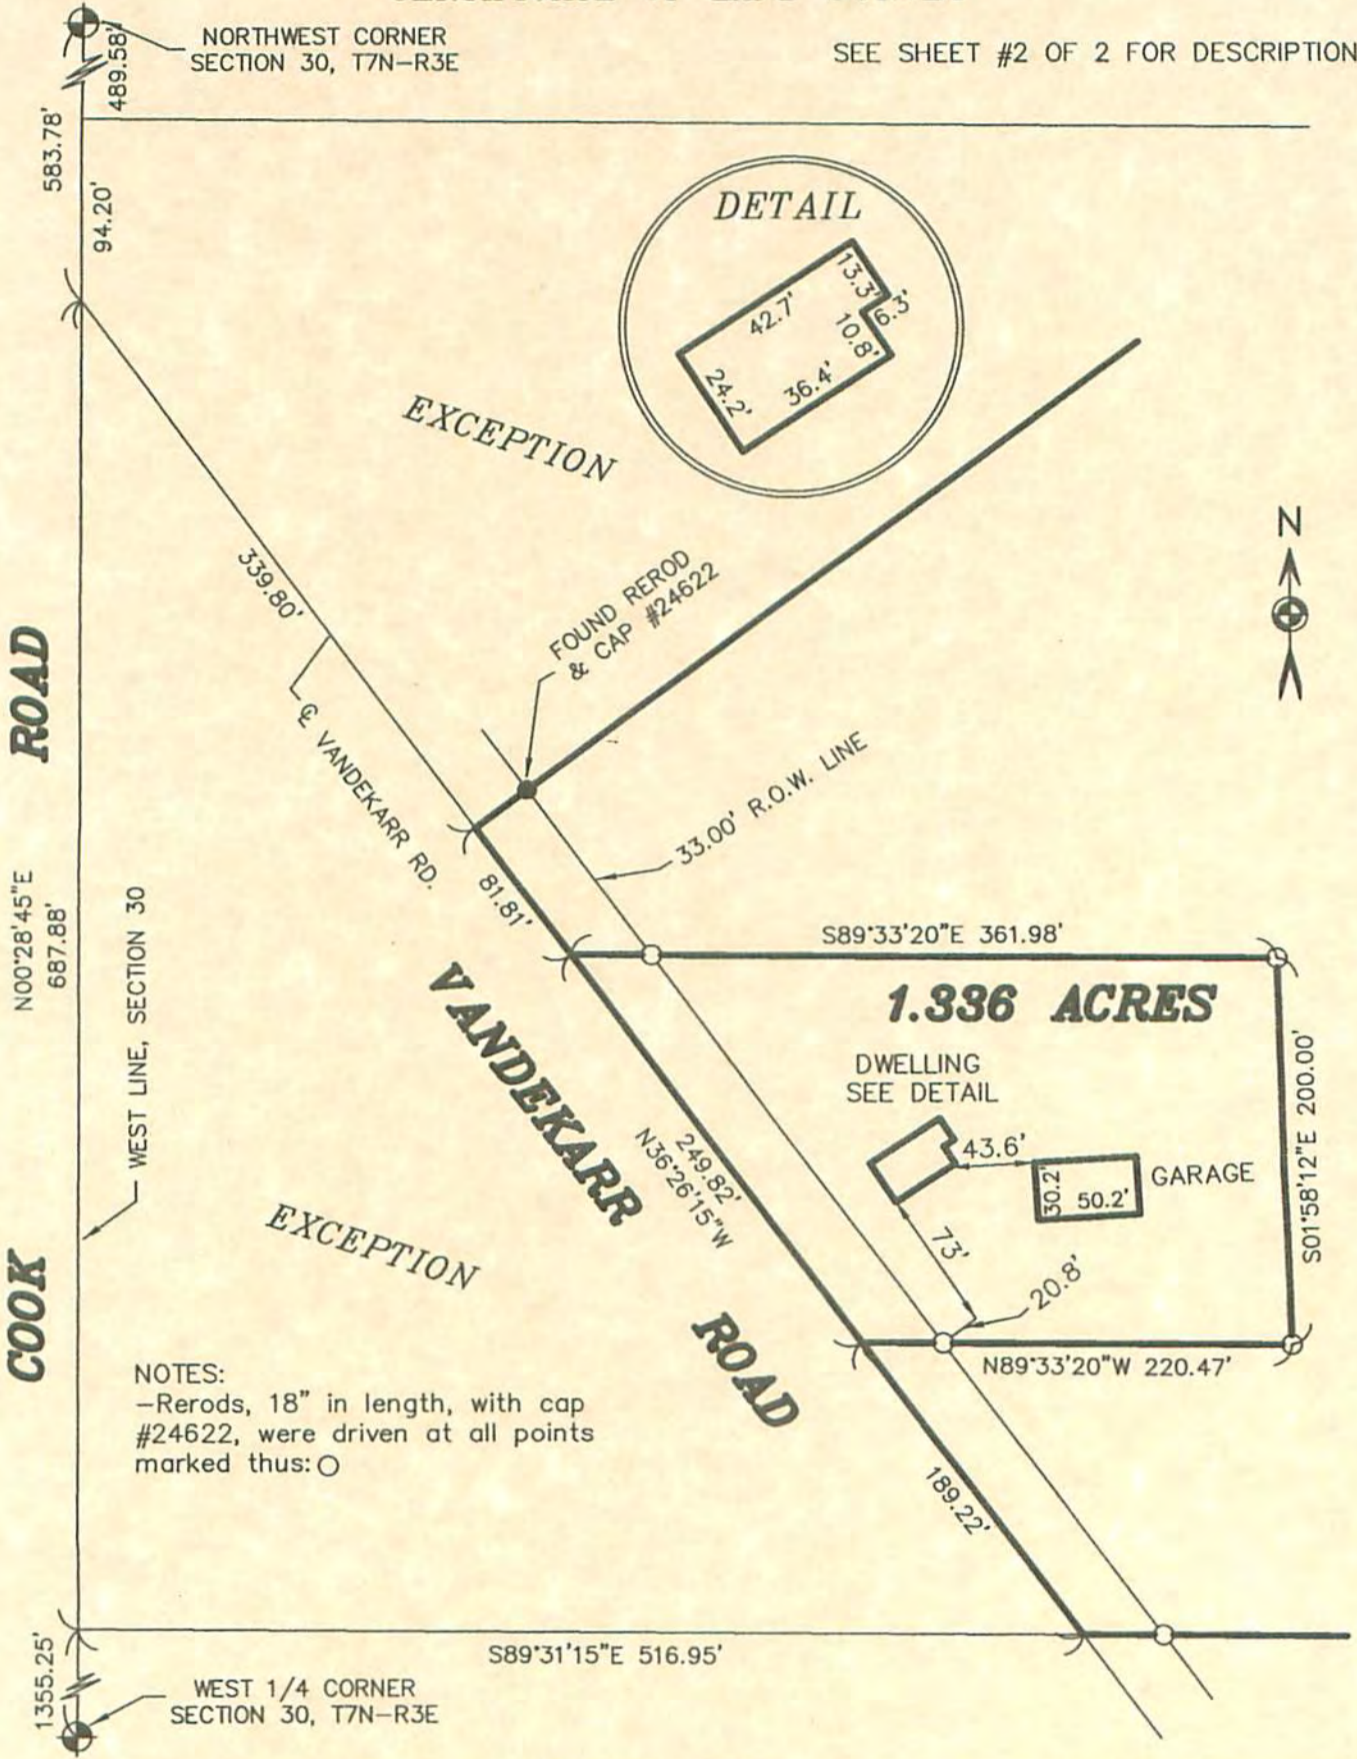 NORTHWEST CORNER
SECTION 30, T7N-R3E
SEE SHEET #2 OF 2 FOR DESCRIPTION
489.58'
583.78'
94.20'
DETAIL
13.3'
6.3'
42.7'
10.8'
36.4'
24.2'
EXCEPTION
N
339.80'
FOUND REROD
& CAP #24622
℄ VANDEKARR RD.
33.00' R.O.W. LINE
81.81'
COOK ROAD
N00°28'45"E
687.88'
WEST LINE, SECTION 30
S89°33'20"E 361.98'
1.336 ACRES
DWELLING
SEE DETAIL
VANDEKARR ROAD
249.82'
N36°26'15"W
43.6'
30.2'
50.2'
GARAGE
S01°58'12"E 200.00'
73'
20.8'
EXCEPTION
N89°33'20"W 220.47'
NOTES:
-Rerods, 18" in length, with cap
#24622, were driven at all points
marked thus: O
189.22'
S89°31'15"E 516.95'
1355.25'
WEST 1/4 CORNER
SECTION 30, T7N-R3E